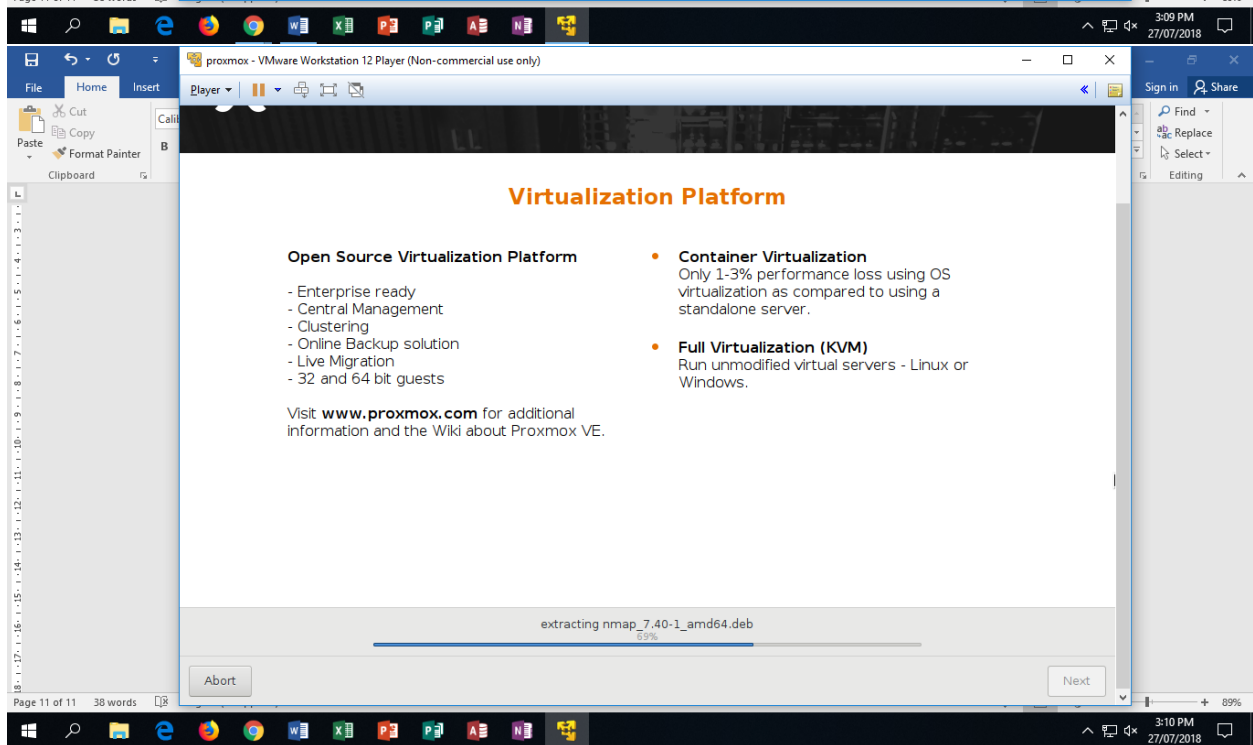 3:09 PM
27/07/2018
proxmox - VMware Workstation 12 Player (Non-commercial use only)
File Home Insert
Player
Sign in Share
Cut
Copy
Paste
Format Painter
Clipboard
B
Find
Replace
Select
Editing
Virtualization Platform
Open Source Virtualization Platform
- Enterprise ready
- Central Management
- Clustering
- Online Backup solution
- Live Migration
- 32 and 64 bit guests
Visit www.proxmox.com for additional
information and the Wiki about Proxmox VE.
• Container Virtualization
Only 1-3% performance loss using OS
virtualization as compared to using a
standalone server.
• Full Virtualization (KVM)
Run unmodified virtual servers - Linux or
Windows.
extracting nmap_7.40-1_amd64.deb
69%
Abort Next
Page 11 of 11 38 words
89%
3:10 PM
27/07/2018